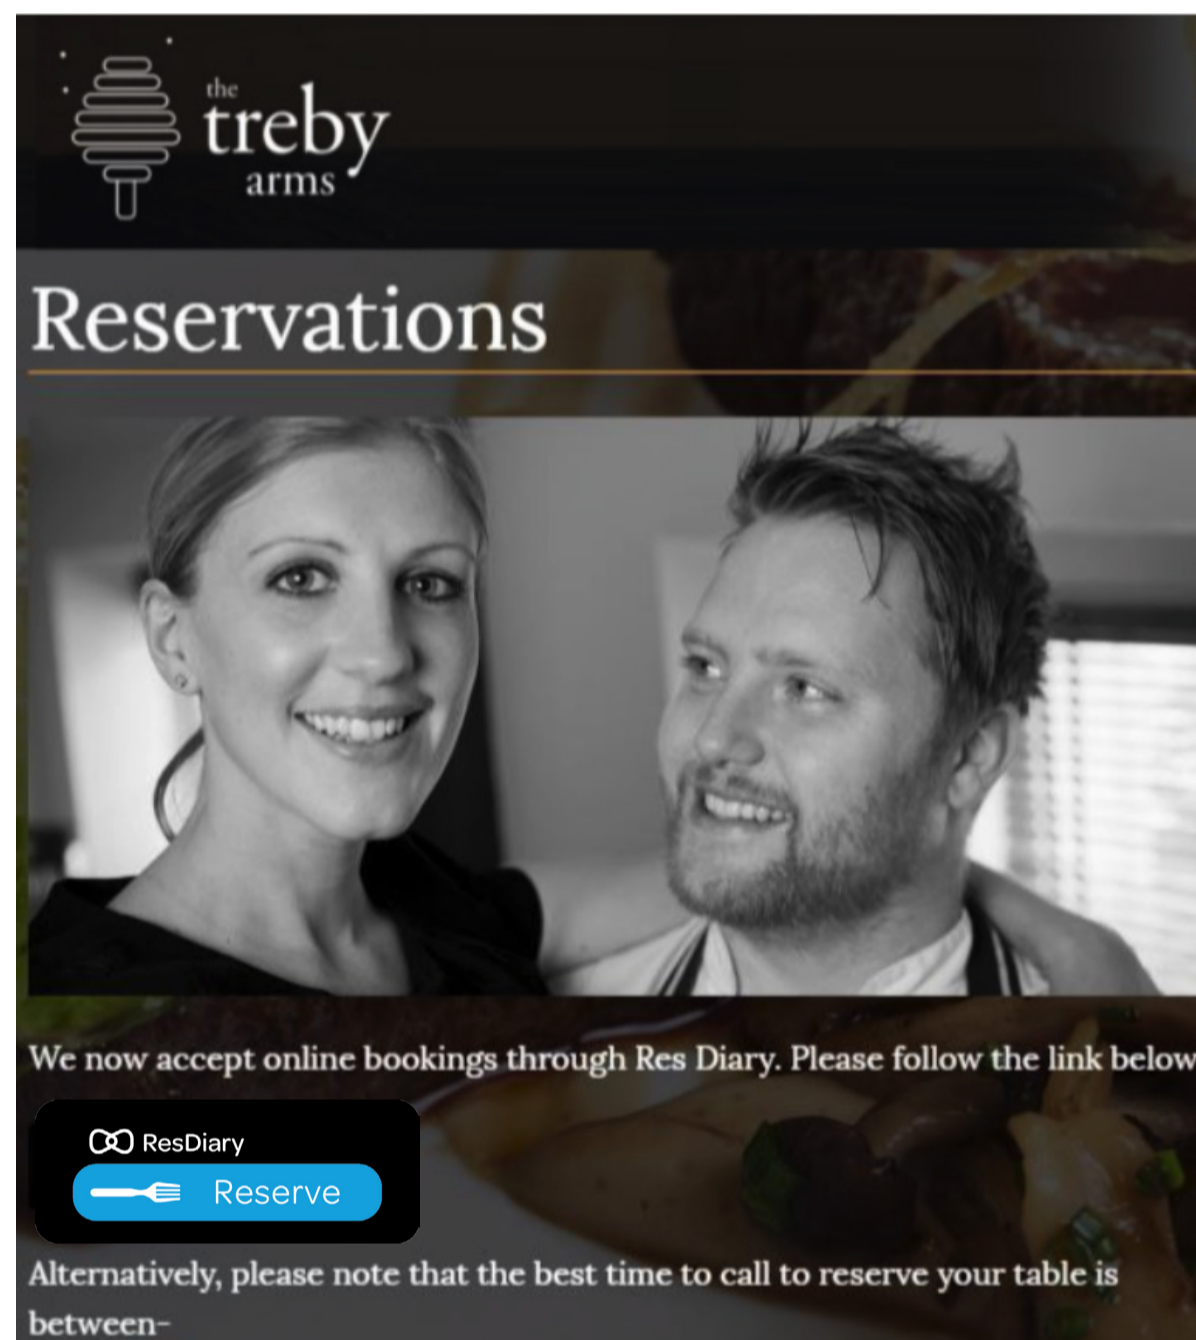 the
treby
arms
Reservations
We now accept online bookings through Res Diary. Please follow the link below
ResDiary
Reserve
Alternatively, please note that the best time to call to reserve your table is
between-